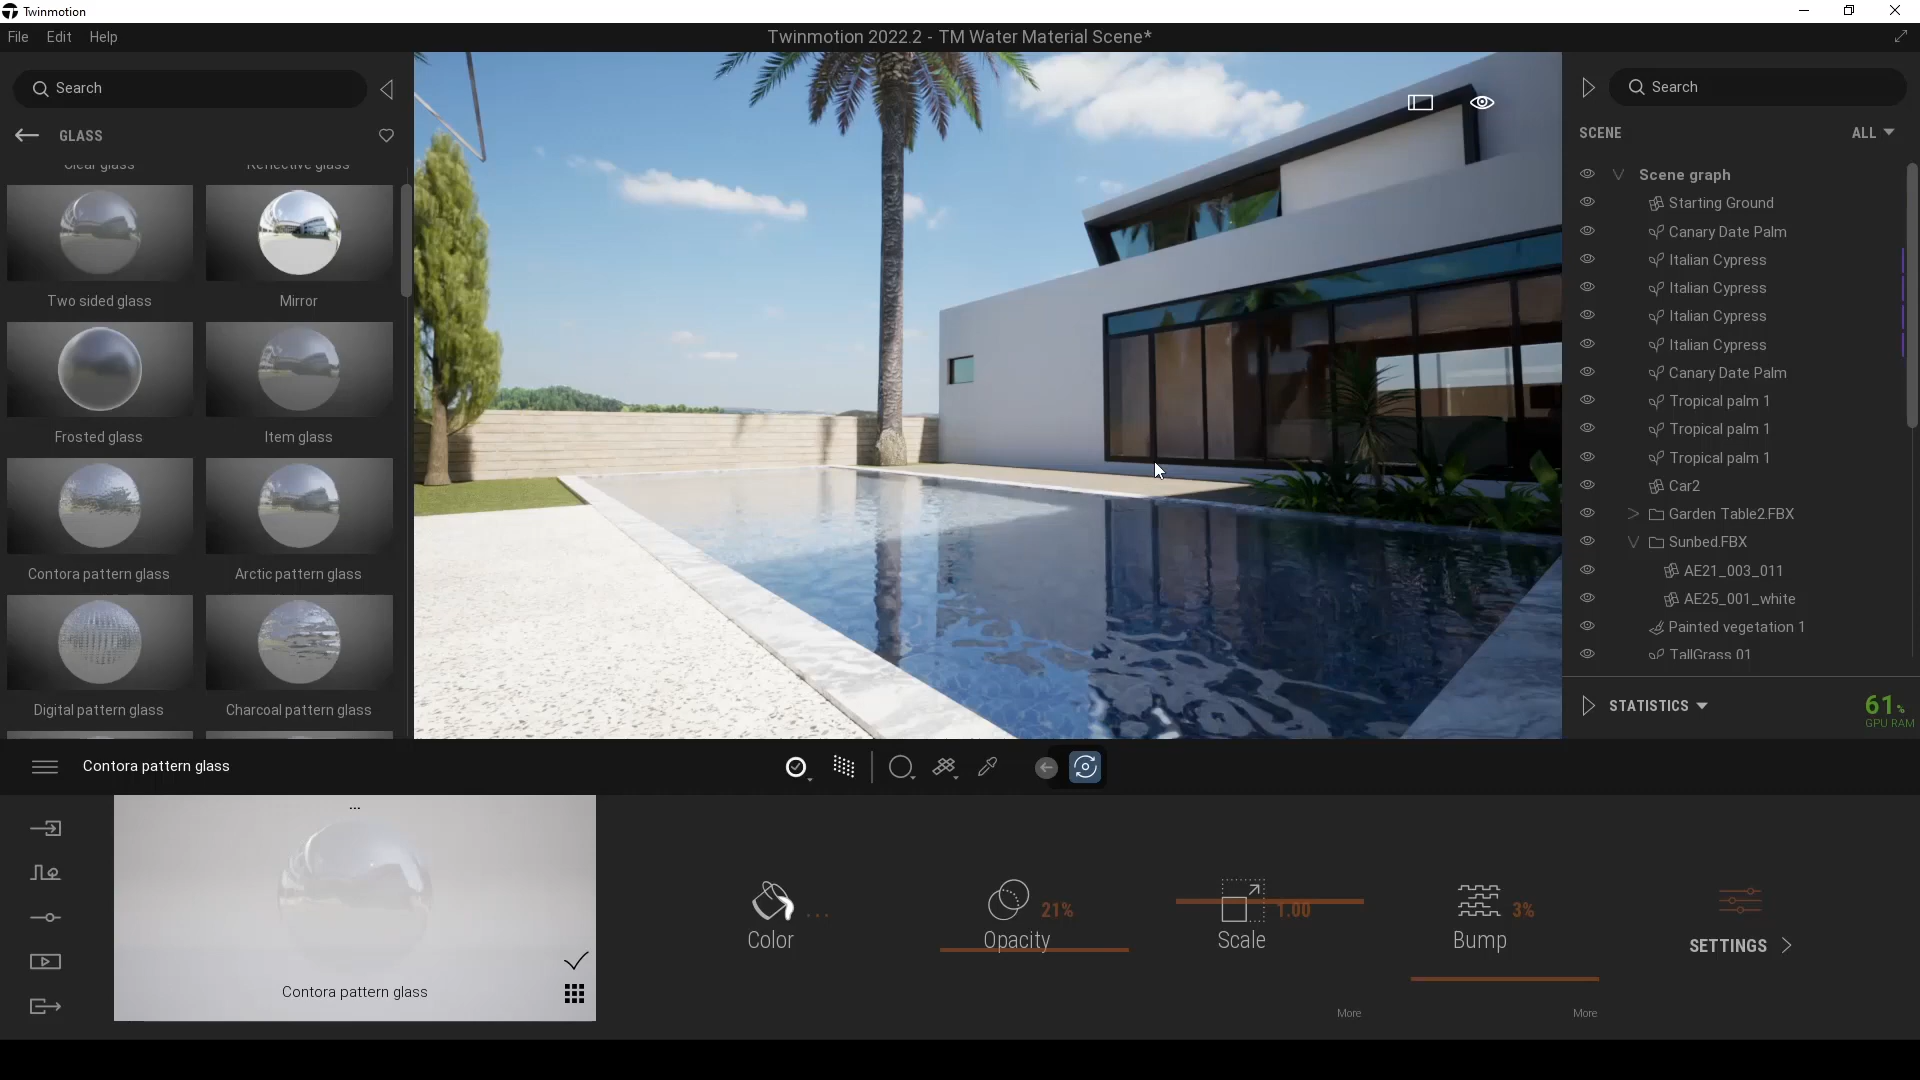 Twinmotion
File Edit Help
Twinmotion 2022.2 - TM Water Material Scene*
Search
GLASS
Clear glass
Reflective glass
Two sided glass
Mirror
Frosted glass
Item glass
Contora pattern glass
Arctic pattern glass
Digital pattern glass
Charcoal pattern glass
Search
SCENE
ALL
Scene graph
Starting Ground
Canary Date Palm
Italian Cypress
Italian Cypress
Italian Cypress
Italian Cypress
Canary Date Palm
Tropical palm 1
Tropical palm 1
Tropical palm 1
Car2
Garden Table2.FBX
Sunbed.FBX
AE21_003_011
AE25_001_white
Painted vegetation 1
TallGrass 01
STATISTICS
61%
GPU RAM
Contora pattern glass
...
Contora pattern glass
Color
...
Opacity
21%
Scale
1.00
More
Bump
3%
More
SETTINGS